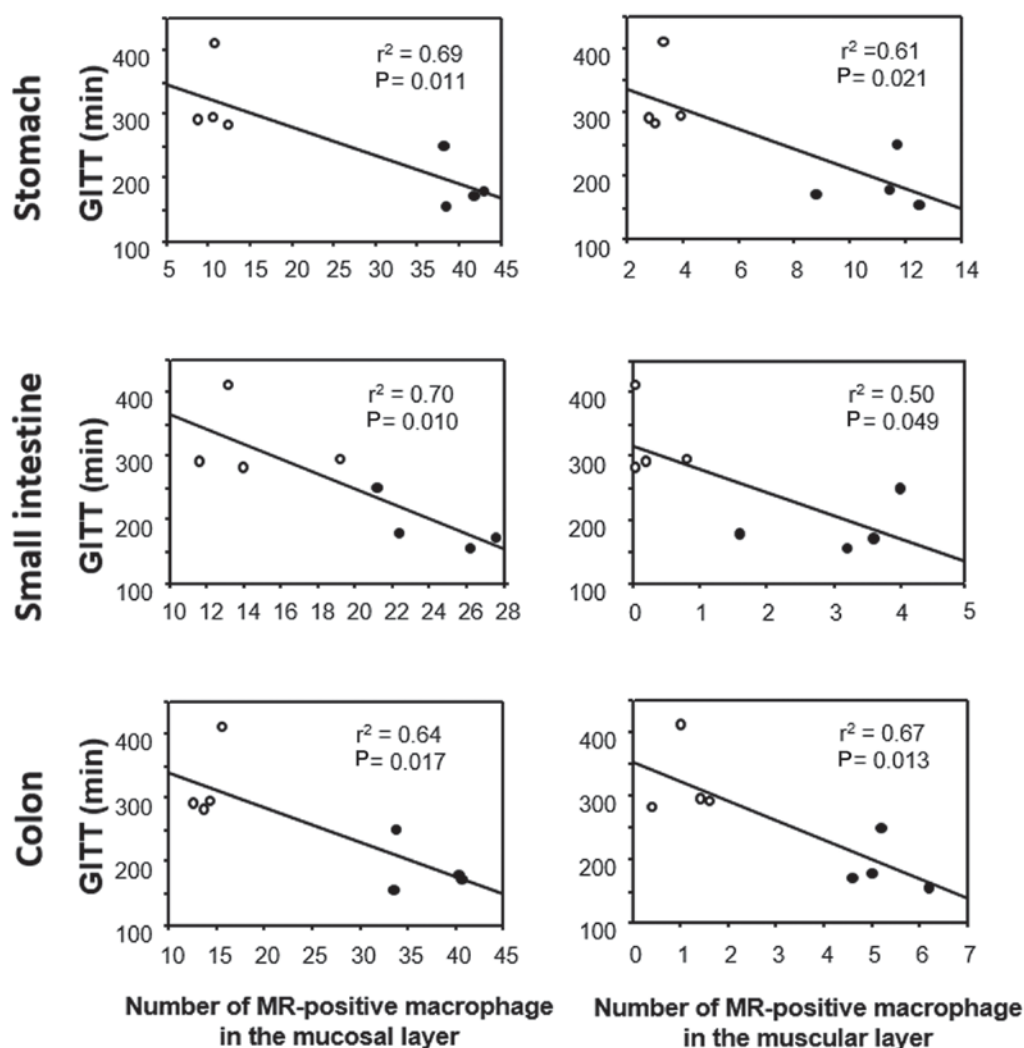 Stomach
GITT (min)
400
300
200
100
r² = 0.69
P= 0.011
5 10 15 20 25 30 35 40 45
400
300
200
100
r² =0.61
P= 0.021
2 4 6 8 10 12 14
Small intestine
GITT (min)
400
300
200
100
r² = 0.70
P= 0.010
10 12 14 16 18 20 22 24 26 28
400
300
200
100
r² = 0.50
P= 0.049
0 1 2 3 4 5
Colon
GITT (min)
400
300
200
100
r² = 0.64
P= 0.017
10 15 20 25 30 35 40 45
400
300
200
100
r² = 0.67
P= 0.013
0 1 2 3 4 5 6 7
Number of MR-positive macrophage
in the mucosal layer
Number of MR-positive macrophage
in the muscular layer